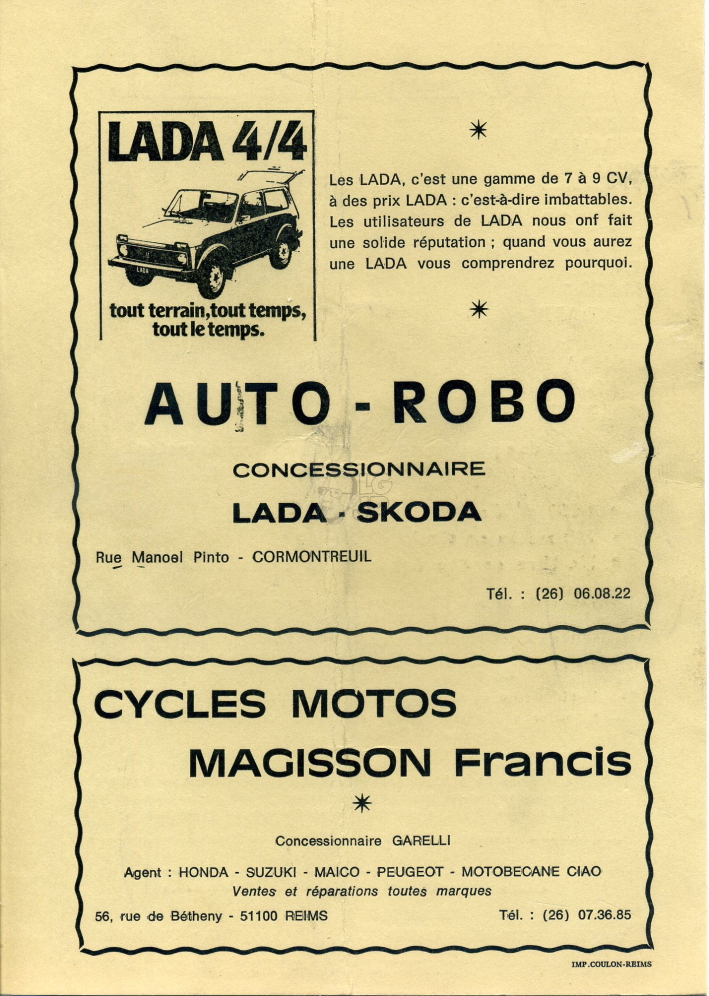 LADA 4/4
LADA
tout terrain, tout temps,
tout le temps.
Les LADA, c'est une gamme de 7 à 9 CV,
à des prix LADA : c'est-à-dire imbattables.
Les utilisateurs de LADA nous onf fait
une solide réputation ; quand vous aurez
une LADA vous comprendrez pourquoi.
AUTO - ROBO
CONCESSIONNAIRE
LADA - SKODA
Rue Manoel Pinto - CORMONTREUIL
Tél. : (26) 06.08.22
CYCLES MOTOS
MAGISSON Francis
Concessionnaire GARELLI
Agent : HONDA - SUZUKI - MAICO - PEUGEOT - MOTOBECANE CIAO
Ventes et réparations toutes marques
56, rue de Bétheny - 51100 REIMS
Tél. : (26) 07.36.85
IMP.COULON-REIMS